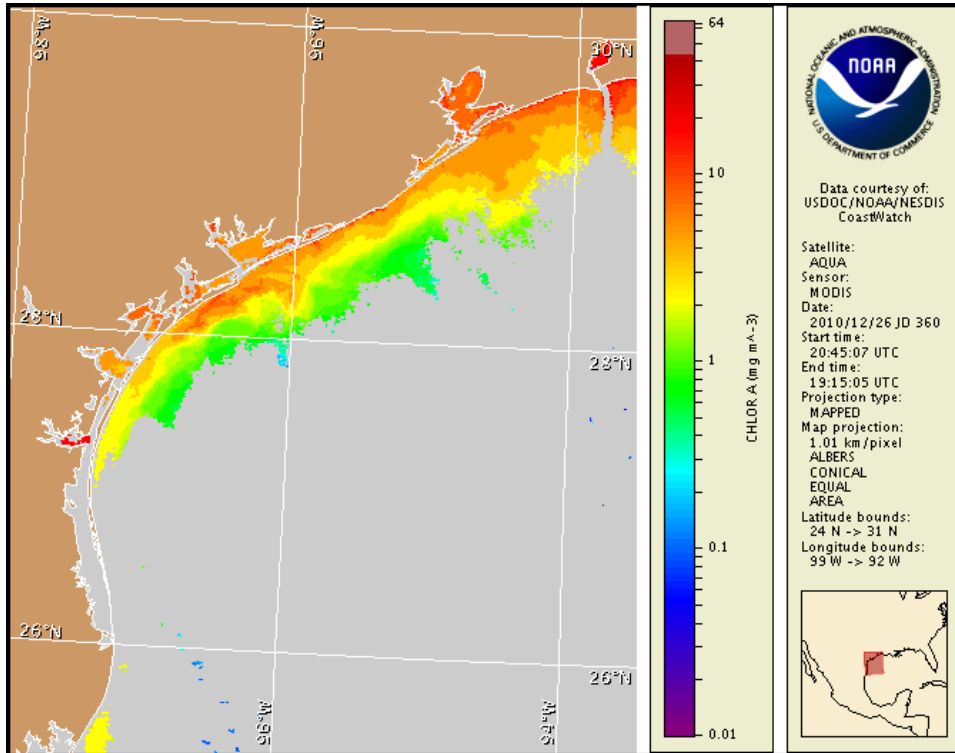 98°W
96°W
30°N
28°N
28°N
26°N
26°N
96°W
94°W
64
10
1
0.1
0.01
CHLOR A (mg m^-3)
NATIONAL OCEANIC AND ATMOSPHERIC ADMINISTRATION
NOAA
U.S. DEPARTMENT OF COMMERCE
Data courtesy of:
USDOC/NOAA/NESDIS
CoastWatch
Satellite:
AQUA
Sensor:
MODIS
Date:
2010/12/26 JD 360
Start time:
20:45:07 UTC
End time:
19:15:05 UTC
Projection type:
MAPPED
Map projection:
1.01 km/pixel
ALBERS
CONICAL
EQUAL
AREA
Latitude bounds:
24 N -> 31 N
Longitude bounds:
99 W -> 92 W